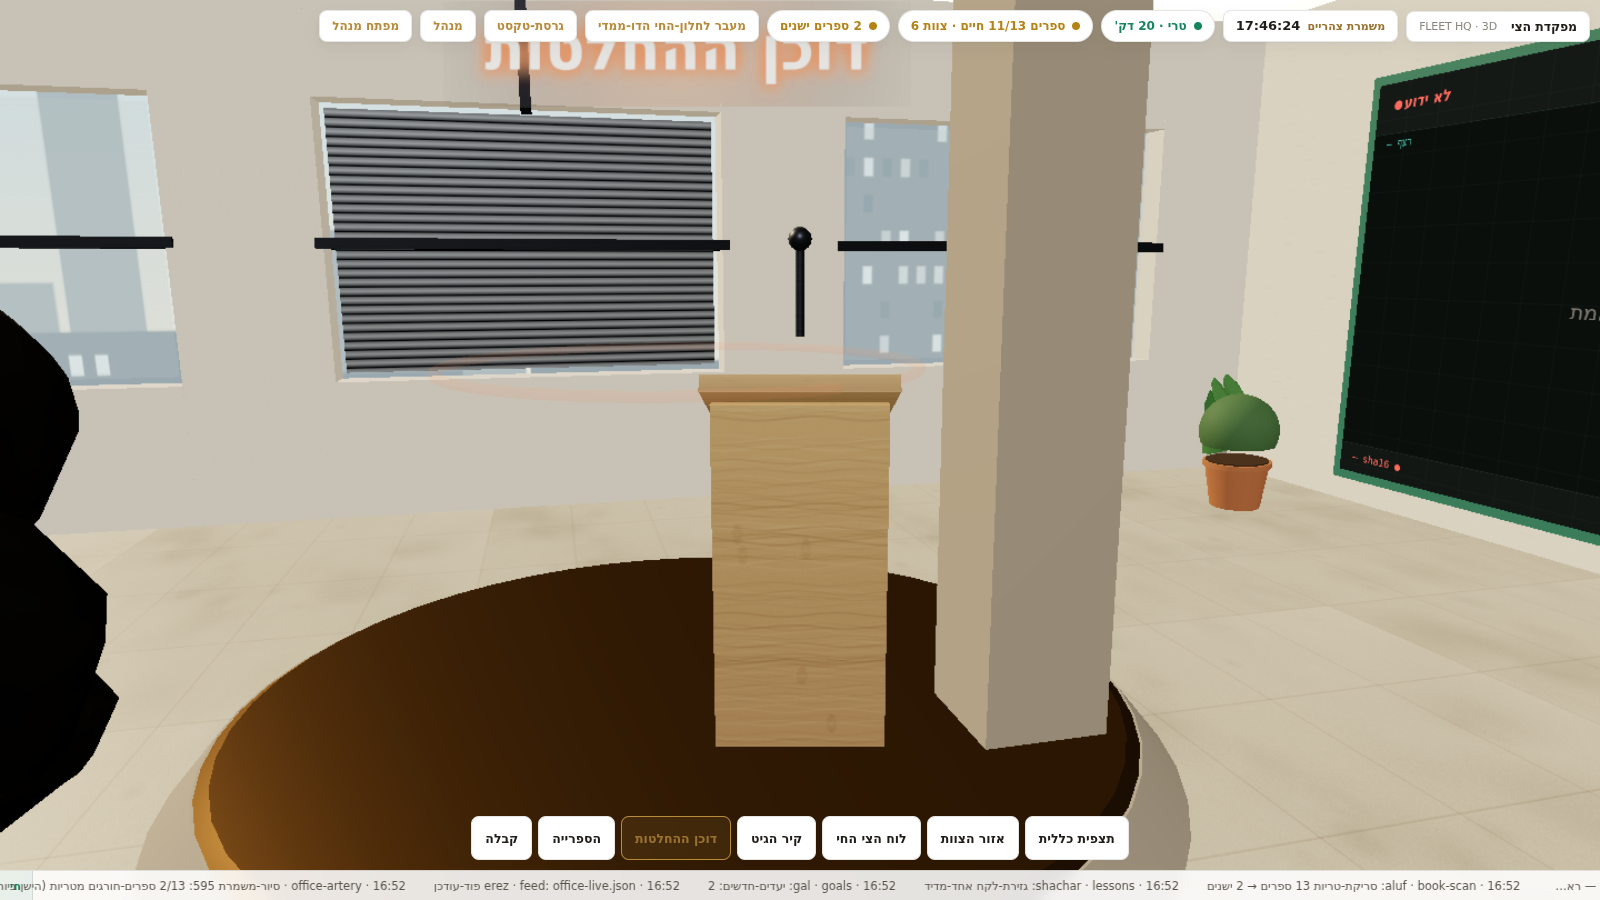 מפקדת הצי FLEET HQ · 3D
משמרת צהריים 17:46:24
טרי · 20 דק'
ספרים 11/13 חיים · צוות 6
2 ספרים ישנים
מעבר לחלון-החי הדו-ממדי
גרסת-טקסט
מנהל
מפתח מנהל
דוכן ההחלטות
לא ידוע
רצף —
— sha16
תצפית כללית
אזור הצוות
לוח הצי החי
קיר הגיט
דוכן ההחלטות
הספרייה
קבלה
16:52 · aluf · book-scan: סריקת-טריות 13 ספרים → 2 ישנים
16:52 · shachar · lessons: גזירת-לקח אחד-מדיד
16:52 · gal · goals: יעדים-חדשים: 2
16:52 · erez · feed: office-live.json פוד-עודכן
16:52 · office-artery · סיור-משמרת 595: 2/13 ספרים-חורגים מטריות